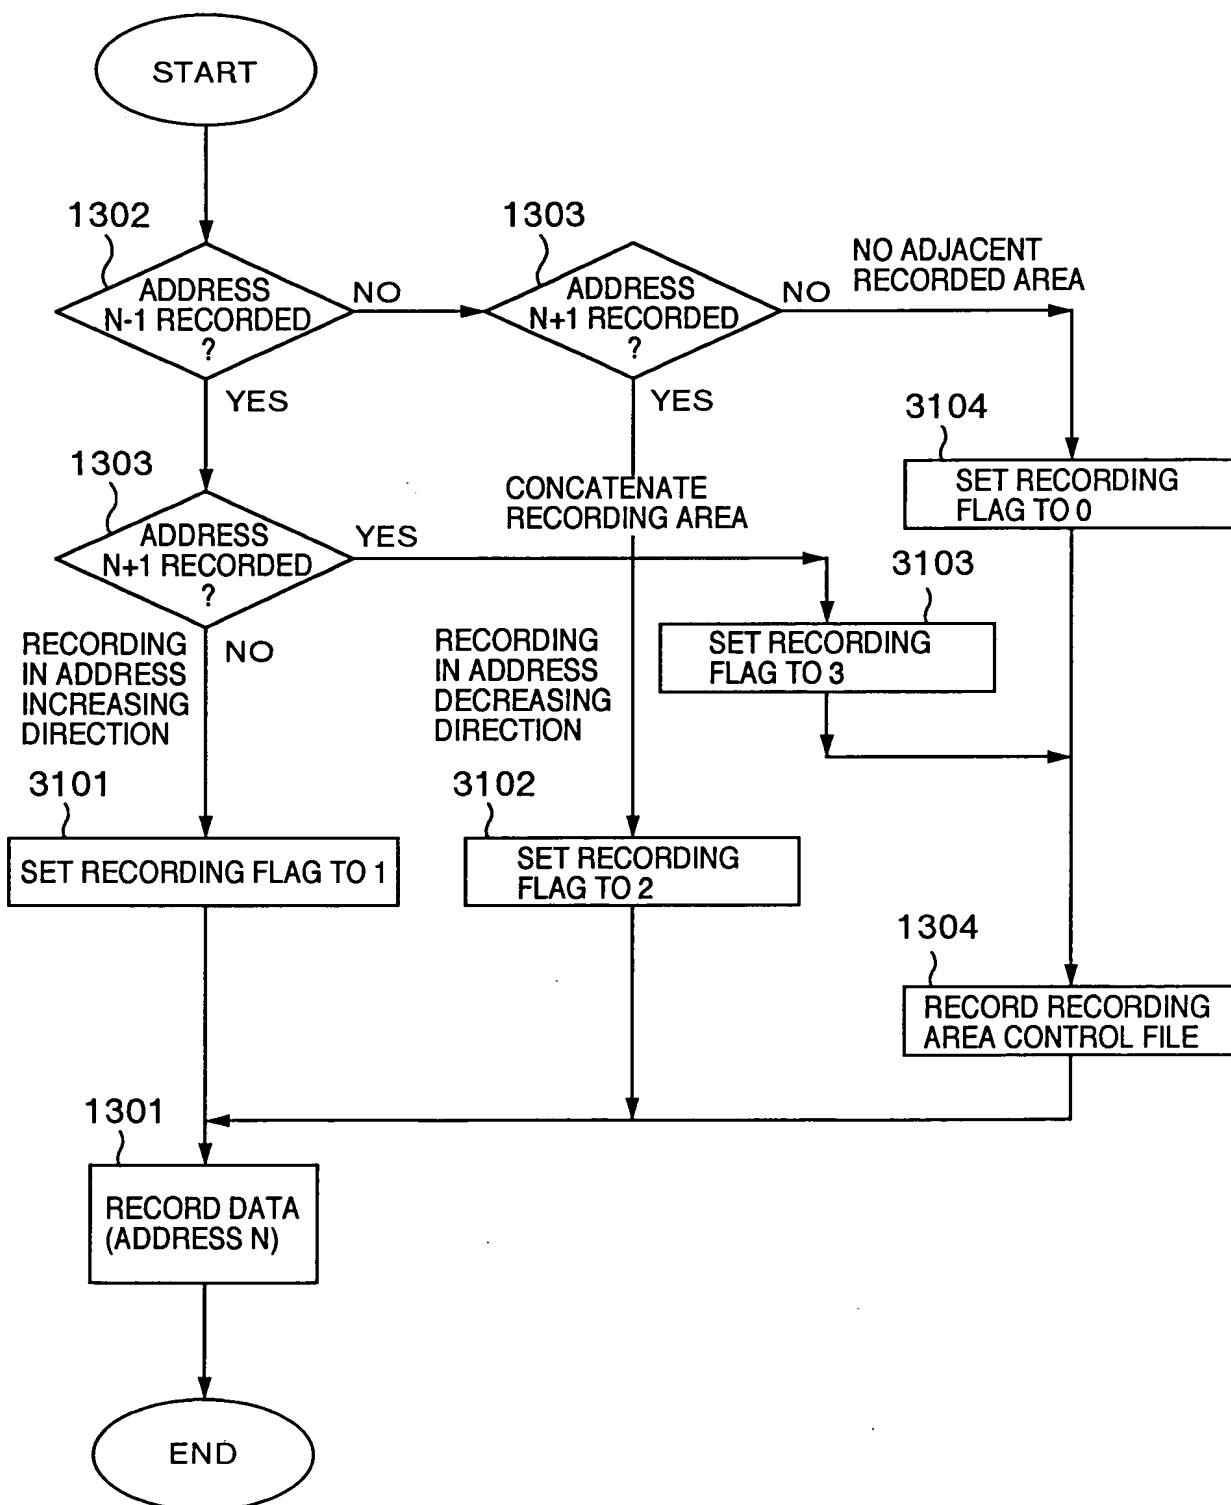 START
1302
ADDRESS
N-1 RECORDED
?
NO
YES
1303
ADDRESS
N+1 RECORDED
?
NO
YES
NO ADJACENT
RECORDED AREA
3104
SET RECORDING
FLAG TO 0
1303
ADDRESS
N+1 RECORDED
?
YES
NO
CONCATENATE
RECORDING AREA
3103
SET RECORDING
FLAG TO 3
RECORDING
IN ADDRESS
INCREASING
DIRECTION
RECORDING
IN ADDRESS
DECREASING
DIRECTION
3101
SET RECORDING FLAG TO 1
3102
SET RECORDING
FLAG TO 2
1304
RECORD RECORDING
AREA CONTROL FILE
1301
RECORD DATA
(ADDRESS N)
END